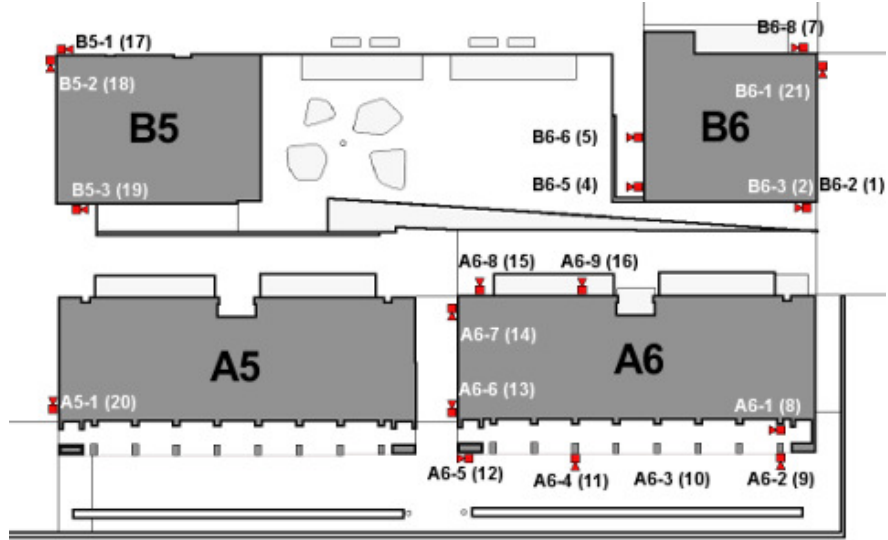 B5-1 (17)
B6-8 (7)
B5-2 (18)
B6-1 (21)
B5
B6
B6-6 (5)
B5-3 (19)
B6-5 (4)
B6-3 (2)
B6-2 (1)
A6-8 (15)
A6-9 (16)
A6-7 (14)
A5
A6
A5-1 (20)
A6-6 (13)
A6-1 (8)
A6-5 (12)
A6-4 (11)
A6-3 (10)
A6-2 (9)